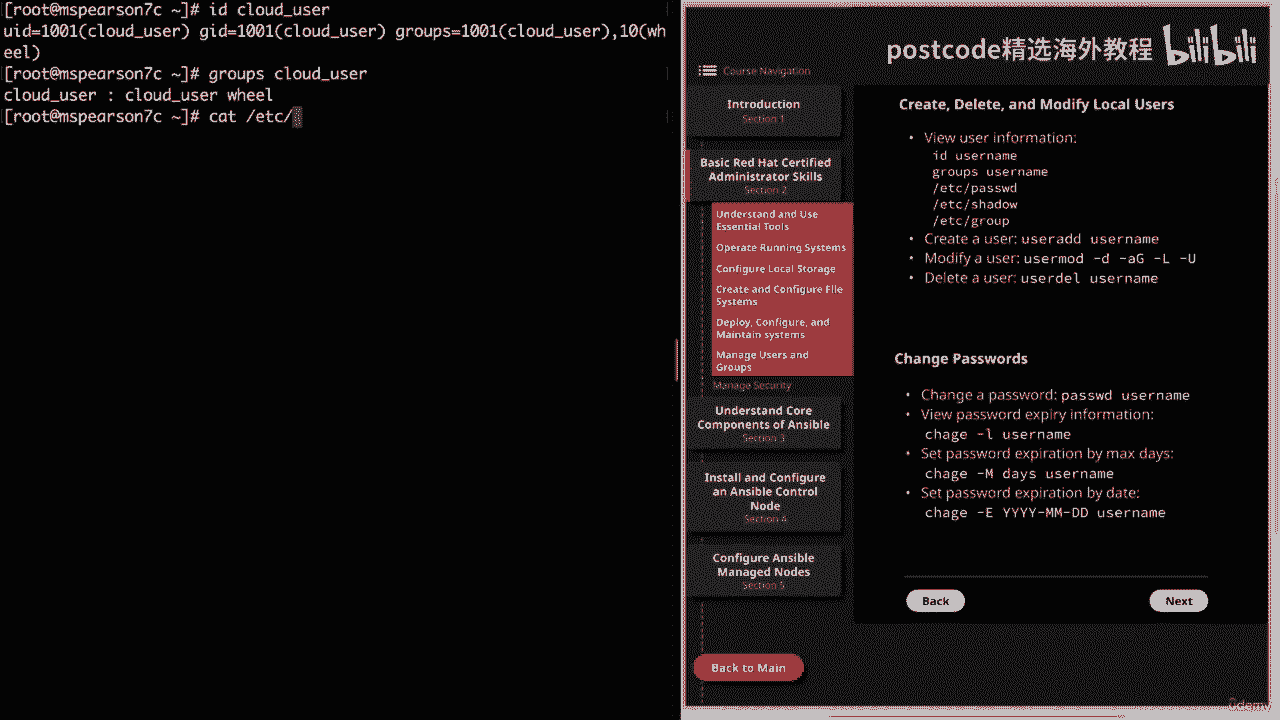 [root@mspearson7c ~]# id cloud_user
uid=1001(cloud_user) gid=1001(cloud_user) groups=1001(cloud_user),10(wh
eel)
[root@mspearson7c ~]# groups cloud_user
cloud_user : cloud_user wheel
[root@mspearson7c ~]# cat /etc/
postcode精选海外教程 bilibili
Course Navigation
Introduction
Section 1
Basic Red Hat Certified
Administrator Skills
Section 2
Understand and Use
Essential Tools
Operate Running Systems
Configure Local Storage
Create and Configure File
Systems
Deploy, Configure, and
Maintain systems
Manage Users and
Groups
Manage Security
Understand Core
Components of Ansible
Section 3
Install and Configure
an Ansible Control
Node
Section 4
Configure Ansible
Managed Nodes
Section 5
Back to Main
Create, Delete, and Modify Local Users
• View user information:
id username
groups username
/etc/passwd
/etc/shadow
/etc/group
• Create a user: useradd username
• Modify a user: usermod -d -aG -L -U
• Delete a user: userdel username
Change Passwords
• Change a password: passwd username
• View password expiry information:
chage -l username
• Set password expiration by max days:
chage -M days username
• Set password expiration by date:
chage -E YYYY-MM-DD username
Back
Next
ûdemy